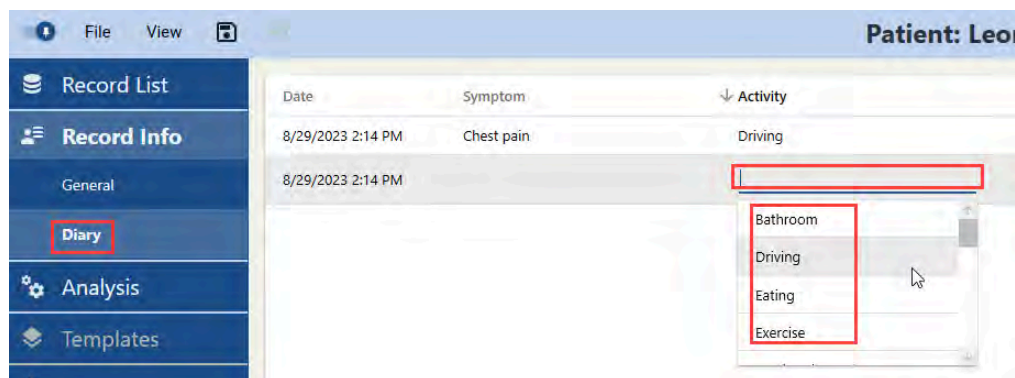 File View
Patient: Leo
Record List
Record Info
General
Diary
Analysis
Templates
Date Symptom Activity
8/29/2023 2:14 PM Chest pain Driving
8/29/2023 2:14 PM
Bathroom
Driving
Eating
Exercise